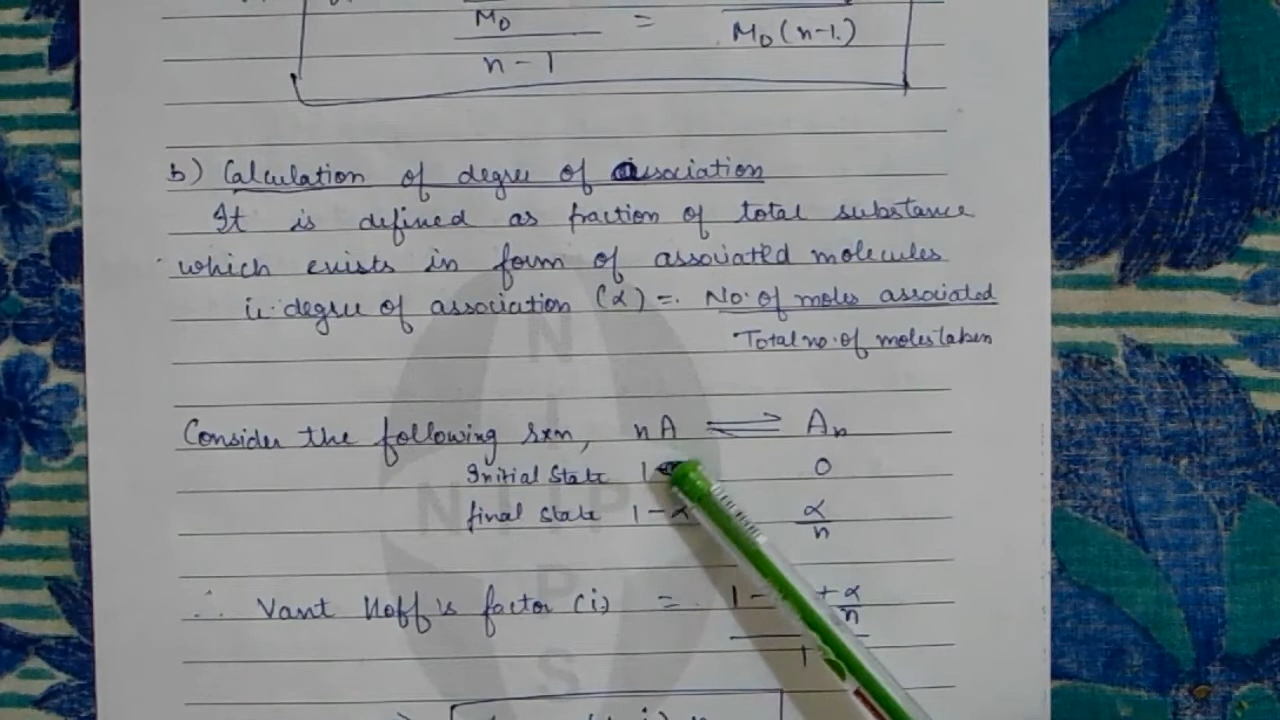 M₀ = M₀(n-1)
n - 1
b) Calculation of degree of association
It is defined as fraction of total substance
which exists in form of associated molecules
i.e. degree of association (α) = No. of moles associated
Total no. of moles taken
Consider the following rxn, nA ⇌ Aₙ
Initial State 1 0
final state 1 - α α/n
∴ Vant Hoff's factor (i) = 1 - + α/n
1
N
I
N I I P
P
S